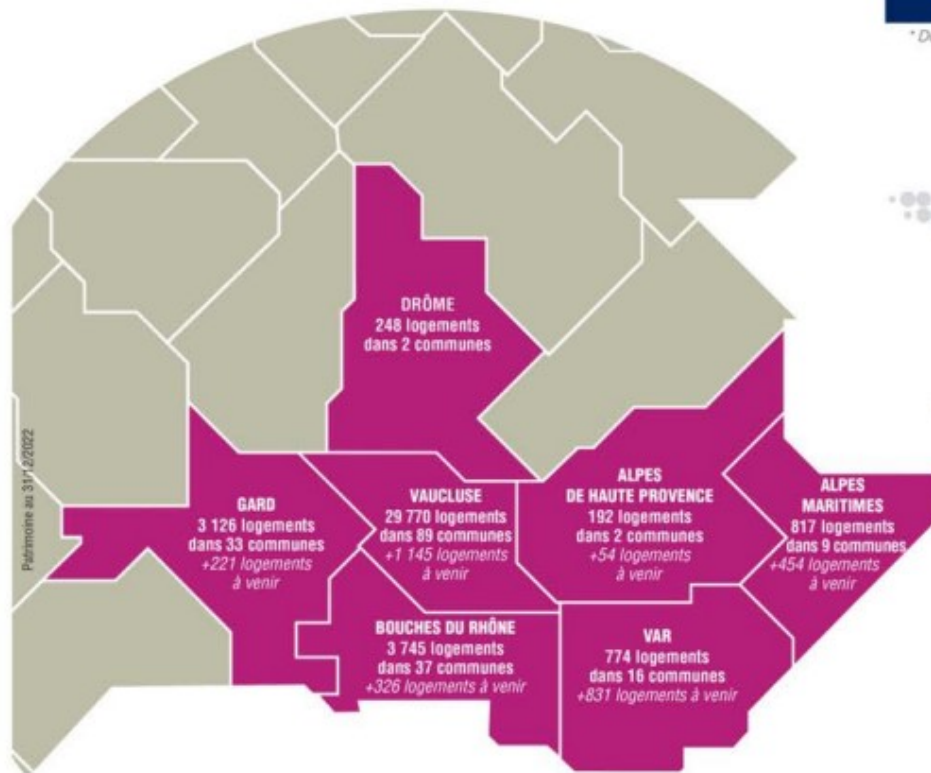 * D
DRÔME
248 logements
dans 2 communes
Patrimoine au 31/12/2022
GARD
3 126 logements
dans 33 communes
+221 logements
à venir
VAUCLUSE
29 770 logements
dans 89 communes
+1 145 logements
à venir
ALPES
DE HAUTE PROVENCE
192 logements
dans 2 communes
+54 logements
à venir
ALPES
MARITIMES
817 logements
dans 9 communes
+454 logements
à venir
BOUCHES DU RHÔNE
3 745 logements
dans 37 communes
+326 logements à venir
VAR
774 logements
dans 16 communes
+831 logements à venir